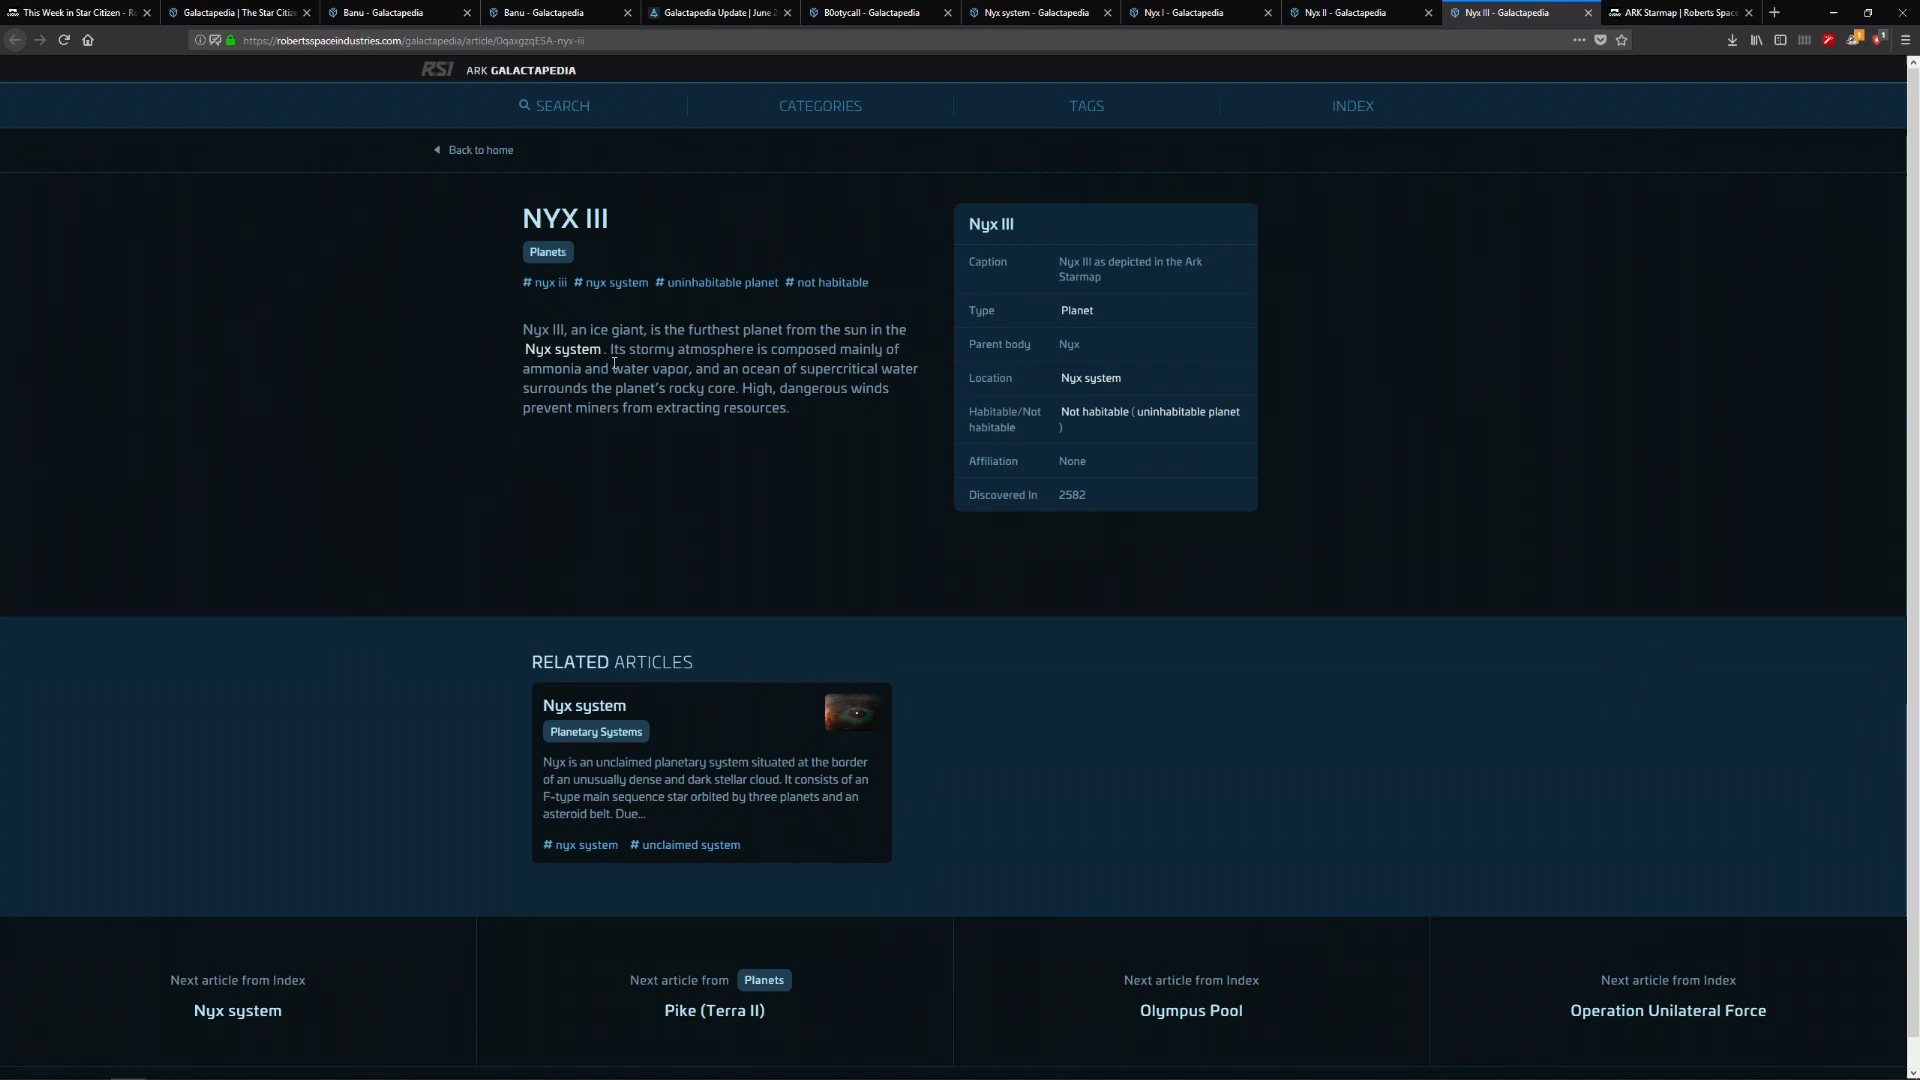 This Week in Star Citizen - Ro
Galactapedia | The Star Citize
Banu - Galactapedia
Banu - Galactapedia
Galactapedia Update | June 2
B0otycall - Galactapedia
Nyx system - Galactapedia
Nyx I - Galactapedia
Nyx II - Galactapedia
Nyx III - Galactapedia
ARK Starmap | Roberts Space
https://robertsspaceindustries.com/galactapedia/article/0qaxgzqE5A-nyx-iii
1
1
RSI ARK GALACTAPEDIA
SEARCH
CATEGORIES
TAGS
INDEX
Back to home
NYX III
Planets
# nyx iii # nyx system # uninhabitable planet # not habitable
Nyx III, an ice giant, is the furthest planet from the sun in the
Nyx system . Its stormy atmosphere is composed mainly of
ammonia and water vapor, and an ocean of supercritical water
surrounds the planet's rocky core. High, dangerous winds
prevent miners from extracting resources.
Nyx III
Caption Nyx III as depicted in the Ark
Starmap
Type Planet
Parent body Nyx
Location Nyx system
Habitable/Not Not habitable ( uninhabitable planet
habitable )
Affiliation None
Discovered In 2582
RELATED ARTICLES
Nyx system
Planetary Systems
Nyx is an unclaimed planetary system situated at the border
of an unusually dense and dark stellar cloud. It consists of an
F-type main sequence star orbited by three planets and an
asteroid belt. Due...
# nyx system # unclaimed system
Next article from Index
Nyx system
Next article from Planets
Pike (Terra II)
Next article from Index
Olympus Pool
Next article from Index
Operation Unilateral Force